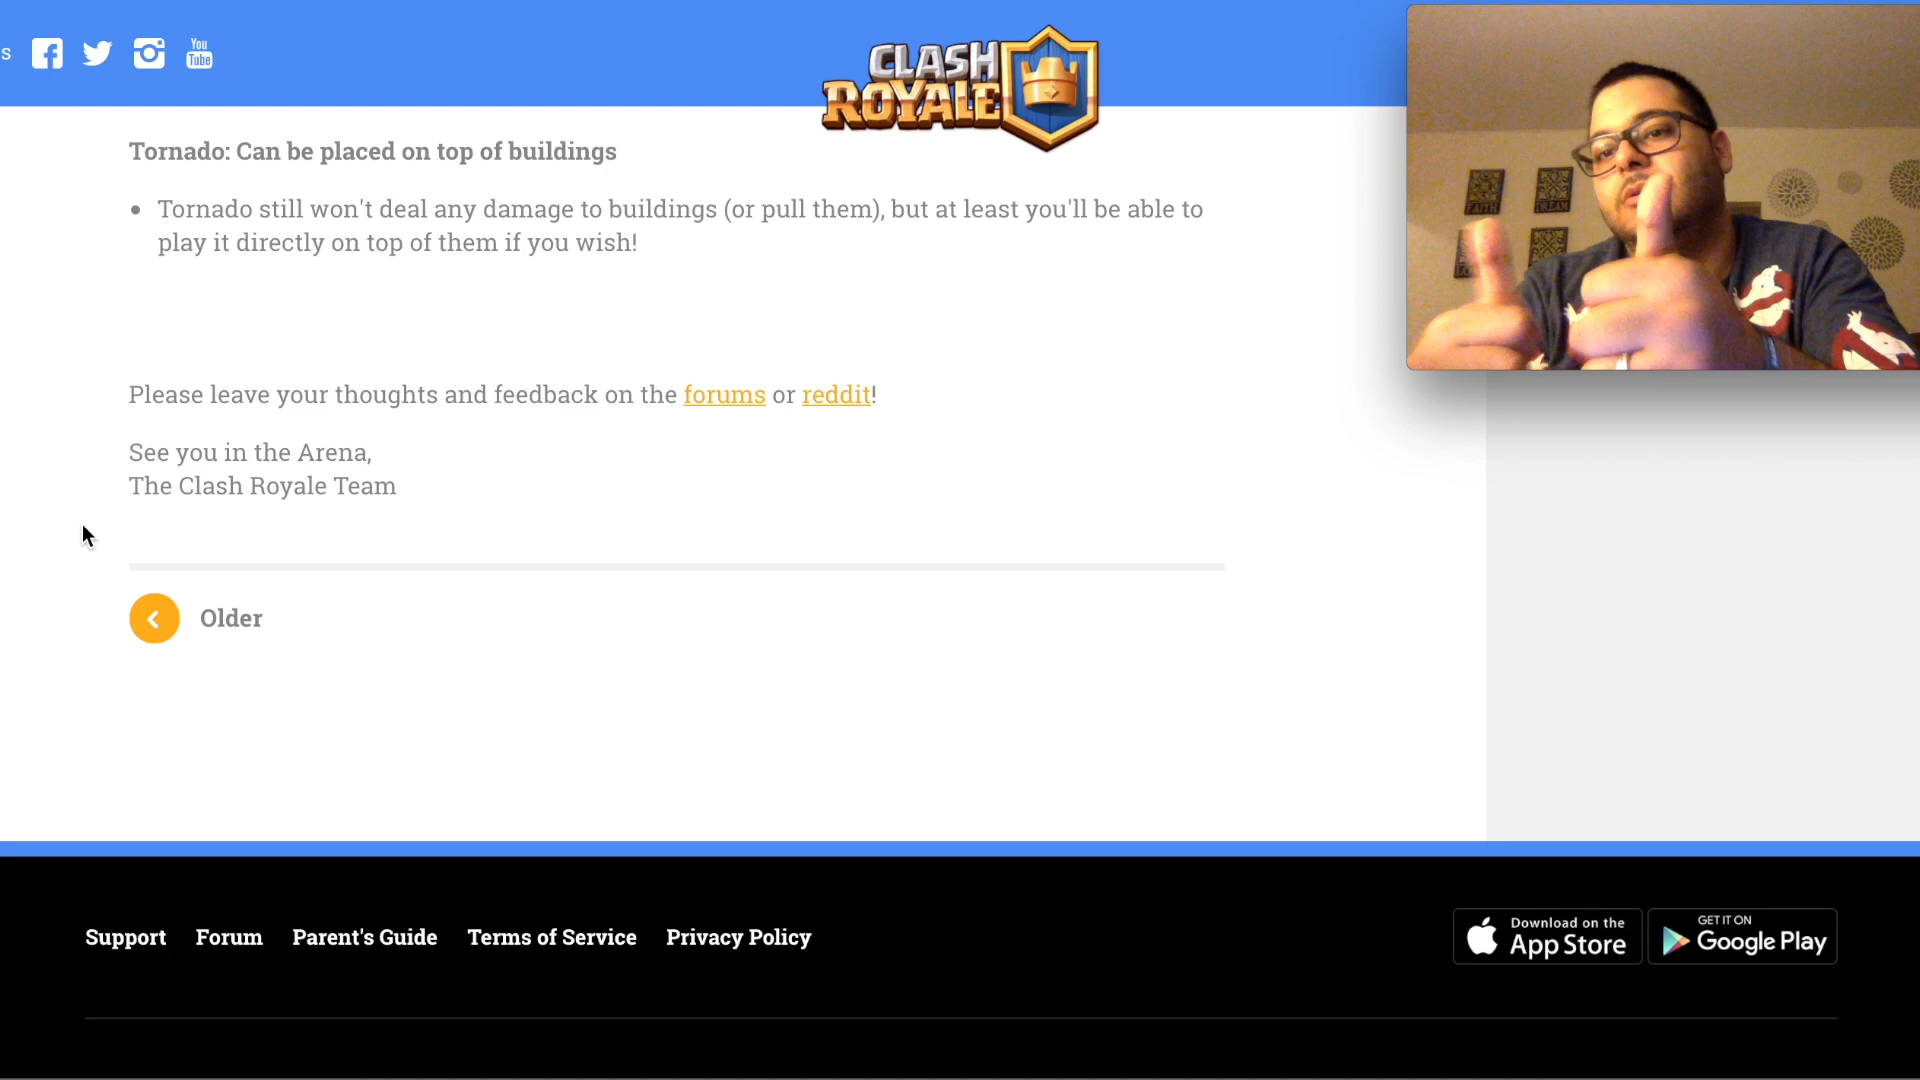 s
You
Tube
CLASH
ROYALE
Tornado: Can be placed on top of buildings
• Tornado still won't deal any damage to buildings (or pull them), but at least you'll be able to
play it directly on top of them if you wish!
FAITH
DREAM
Please leave your thoughts and feedback on the forums or reddit!
See you in the Arena,
The Clash Royale Team
Older
Support Forum Parent's Guide Terms of Service Privacy Policy
Download on the
App Store
GET IT ON
Google Play